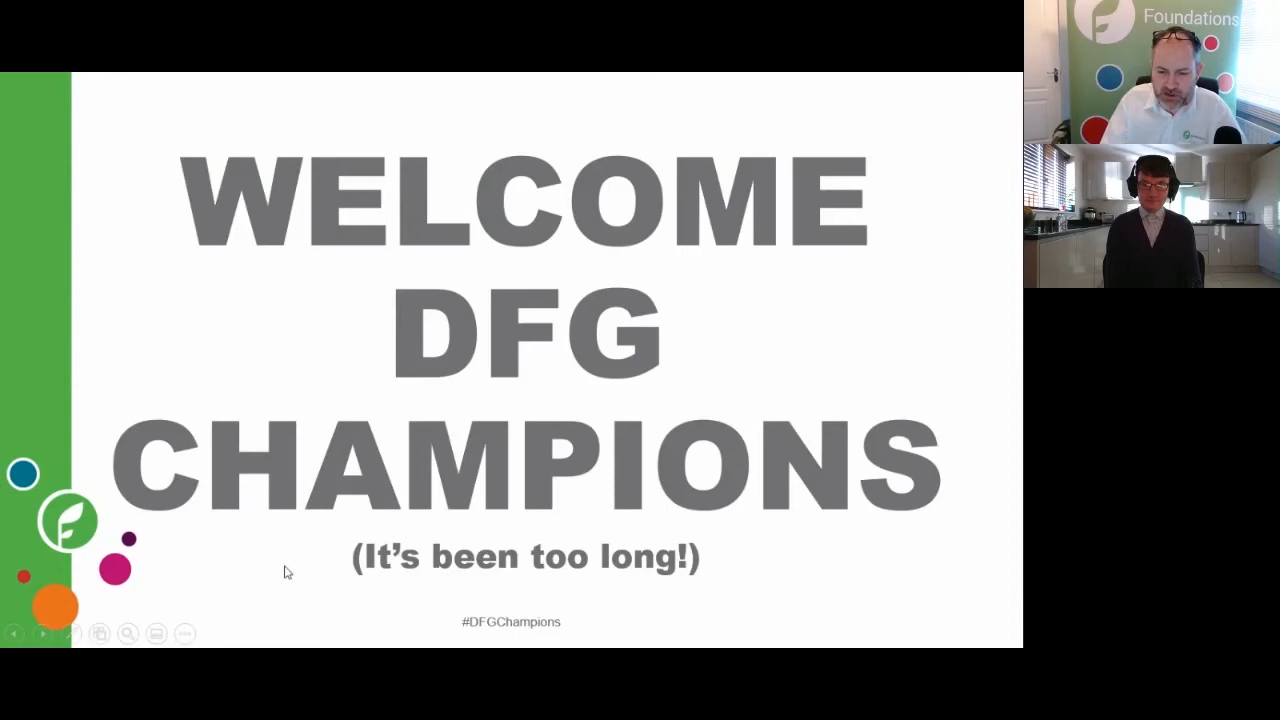 WELCOME
DFG
CHAMPIONS
(It's been too long!)
#DFGChampions
Foundations